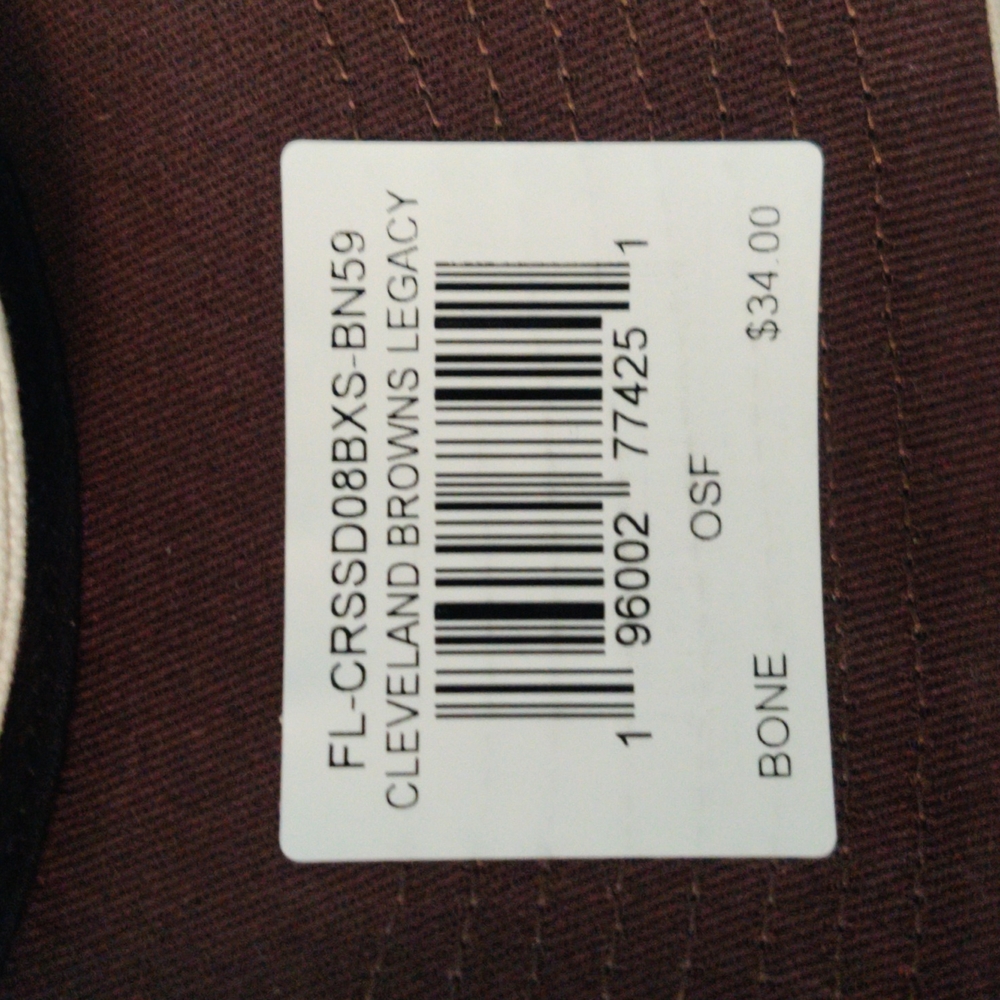 FL-CRSSD08BXS-BN59
CLEVELAND BROWNS LEGACY
1 96002 77425 1
OSF
BONE $34.00